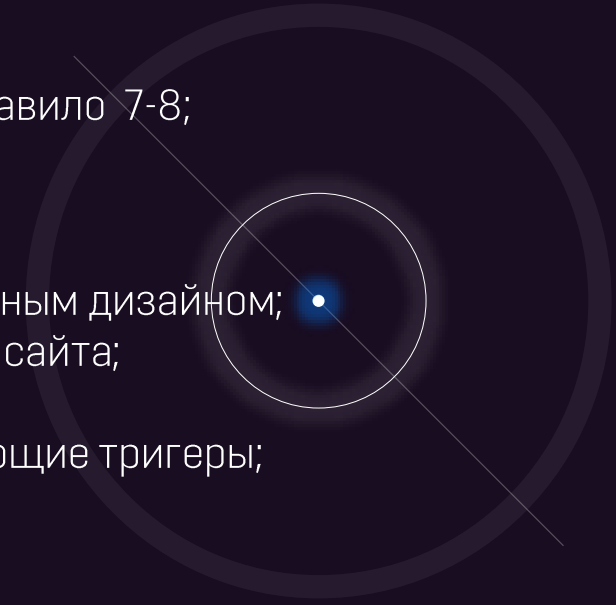 авило 7-8;
ным дизайном;
сайта;
ощие тригеры;